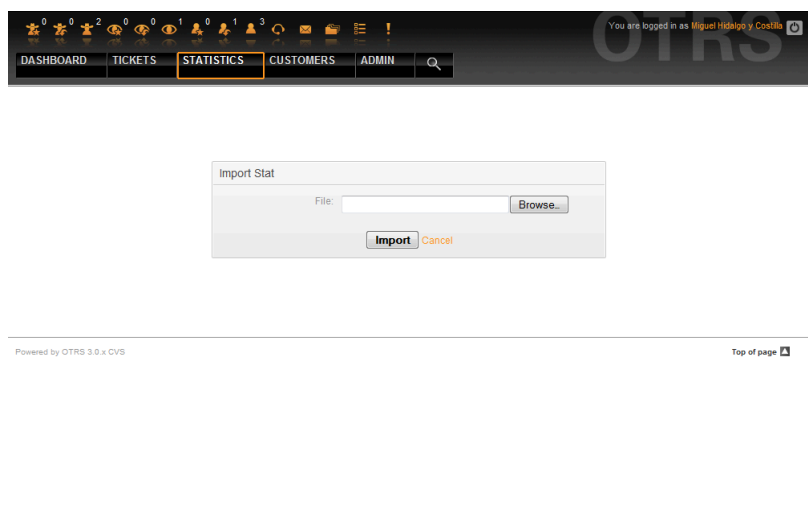 0 0 2 0 0 1 0 1 3
You are logged in as Miguel Hidalgo y Costilla
OTRS
DASHBOARD TICKETS STATISTICS CUSTOMERS ADMIN
Import Stat
File: Browse..
Import Cancel
Powered by OTRS 3.0.x CVS Top of page